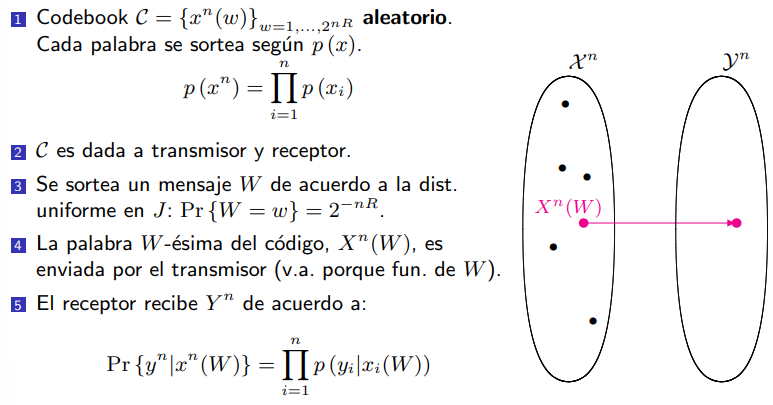 1 Codebook 𝒞 = {xⁿ(w)}_{w=1,...,2^{nR}} aleatorio.
Cada palabra se sortea según p(x).
p(xⁿ) = ∏_{i=1}^{n} p(x_i)
2 𝒞 es dada a transmisor y receptor.
3 Se sortea un mensaje W de acuerdo a la dist.
uniforme en J: Pr{W = w} = 2^{-nR}.
4 La palabra W-ésima del código, Xⁿ(W), es
enviada por el transmisor (v.a. porque fun. de W).
5 El receptor recibe Yⁿ de acuerdo a:
Pr{yⁿ|xⁿ(W)} = ∏_{i=1}^{n} p(y_i|x_i(W))
𝒳ⁿ
𝒴ⁿ
Xⁿ(W)